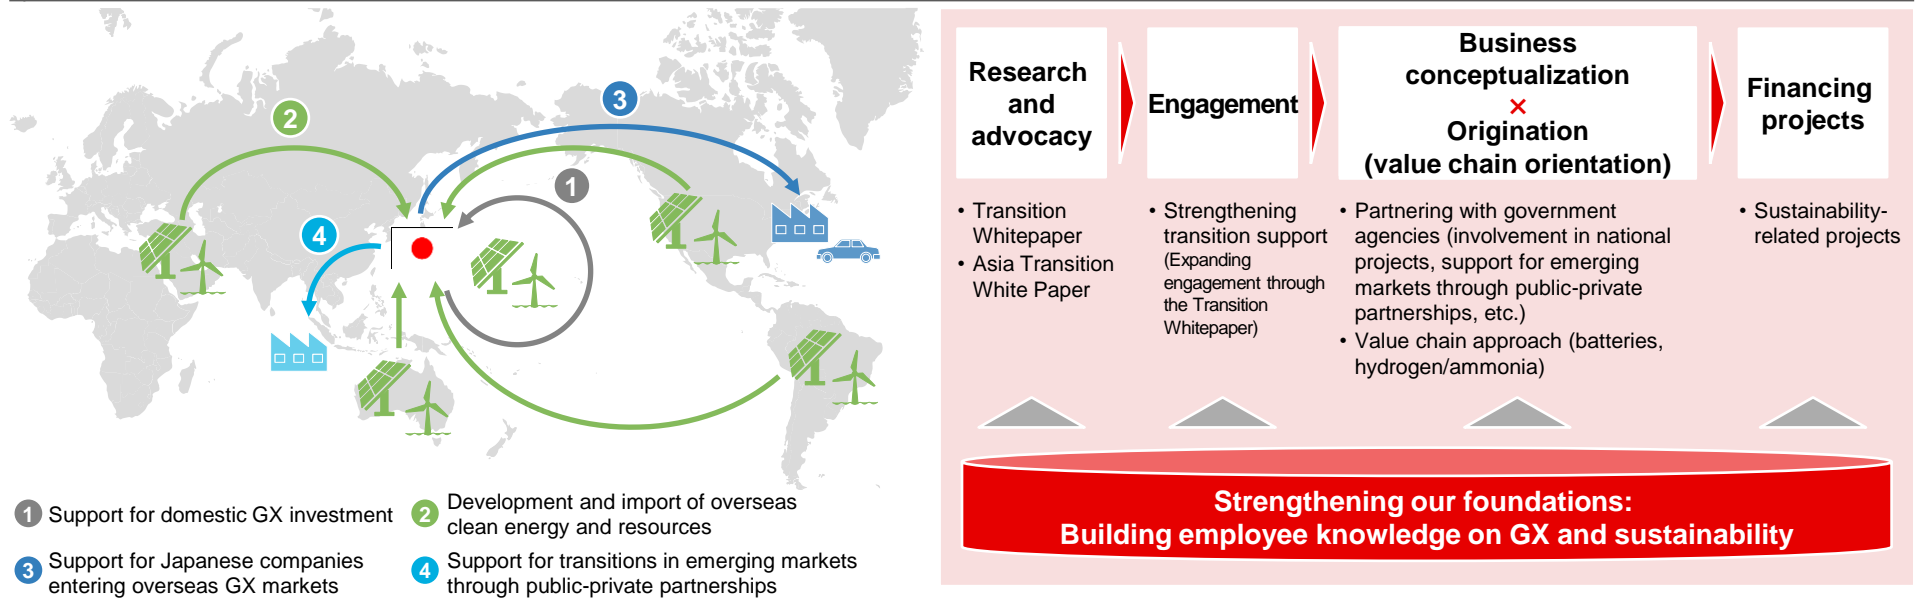 2
3
1
4
1 Support for domestic GX investment
2 Development and import of overseas
clean energy and resources
3 Support for Japanese companies
entering overseas GX markets
4 Support for transitions in emerging markets
through public-private partnerships
Research
and
advocacy
• Transition
Whitepaper
• Asia Transition
White Paper
Engagement
• Strengthening
transition support
(Expanding
engagement through
the Transition
Whitepaper)
Business
conceptualization
×
Origination
(value chain orientation)
• Partnering with government
agencies (involvement in national
projects, support for emerging
markets through public-private
partnerships, etc.)
• Value chain approach (batteries,
hydrogen/ammonia)
Financing
projects
• Sustainability-
related projects
Strengthening our foundations:
Building employee knowledge on GX and sustainability